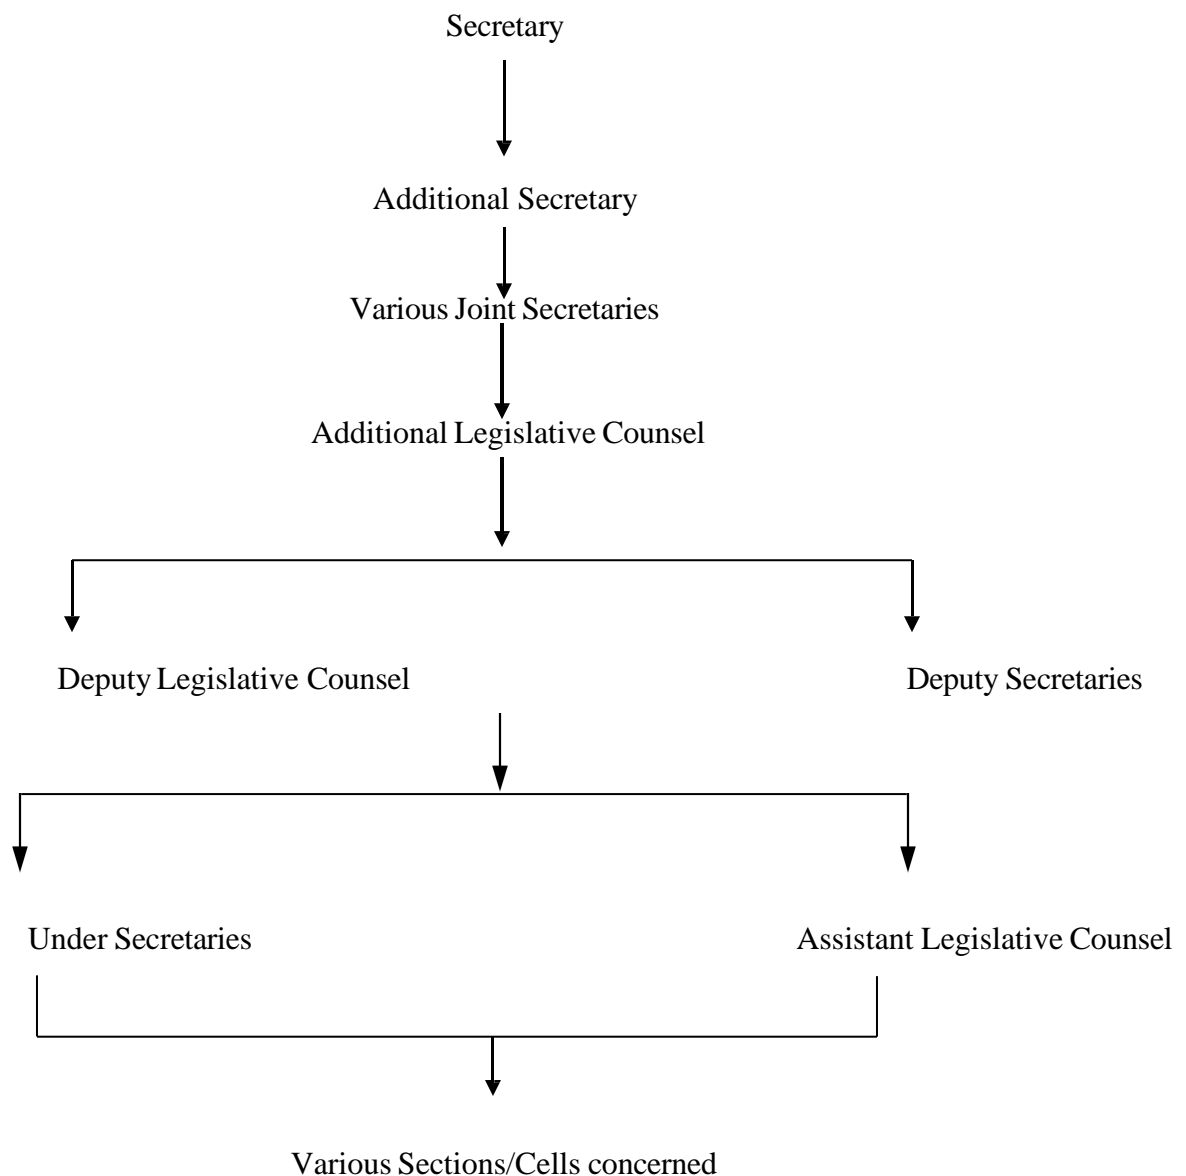 Secretary
Additional Secretary
Various Joint Secretaries
Additional Legislative Counsel
Deputy Legislative Counsel
Deputy Secretaries
Under Secretaries
Assistant Legislative Counsel
Various Sections/Cells concerned